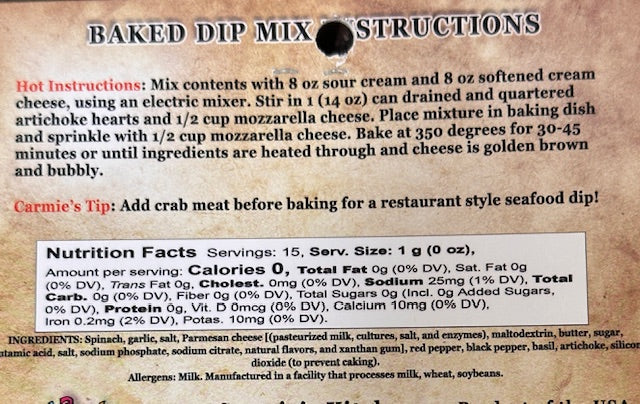 BAKED DIP MIX STRUCTIONS
Hot Instructions: Mix contents with 8 oz sour cream and 8 oz softened cream
cheese, using an electric mixer. Stir in 1 (14 oz) can drained and quartered
artichoke hearts and 1/2 cup mozzarella cheese. Place mixture in baking dish
and sprinkle with 1/2 cup mozzarella cheese. Bake at 350 degrees for 30-45
minutes or until ingredients are heated through and cheese is golden brown
and bubbly.
Carmie's Tip: Add crab meat before baking for a restaurant style seafood dip!
Nutrition Facts Servings: 15, Serv. Size: 1 g (0 oz),
Amount per serving: Calories 0, Total Fat 0g (0% DV), Sat. Fat 0g
(0% DV), Trans Fat 0g, Cholest. 0mg (0% DV), Sodium 25mg (1% DV), Total
Carb. 0g (0% DV), Fiber 0g (0% DV), Total Sugars 0g (Incl. 0g Added Sugars,
0% DV), Protein 0g, Vit. D 0mcg (0% DV), Calcium 10mg (0% DV),
Iron 0.2mg (2% DV), Potas. 10mg (0% DV).
INGREDIENTS: Spinach, garlic, salt, Parmesan cheese [(pasteurized milk, cultures, salt, and enzymes), maltodextrin, butter, sugar,
utamic acid, salt, sodium phosphate, sodium citrate, natural flavors, and xanthan gum], red pepper, black pepper, basil, artichoke, silicon
dioxide (to prevent caking).
Allergens: Milk. Manufactured in a facility that processes milk, wheat, soybeans.